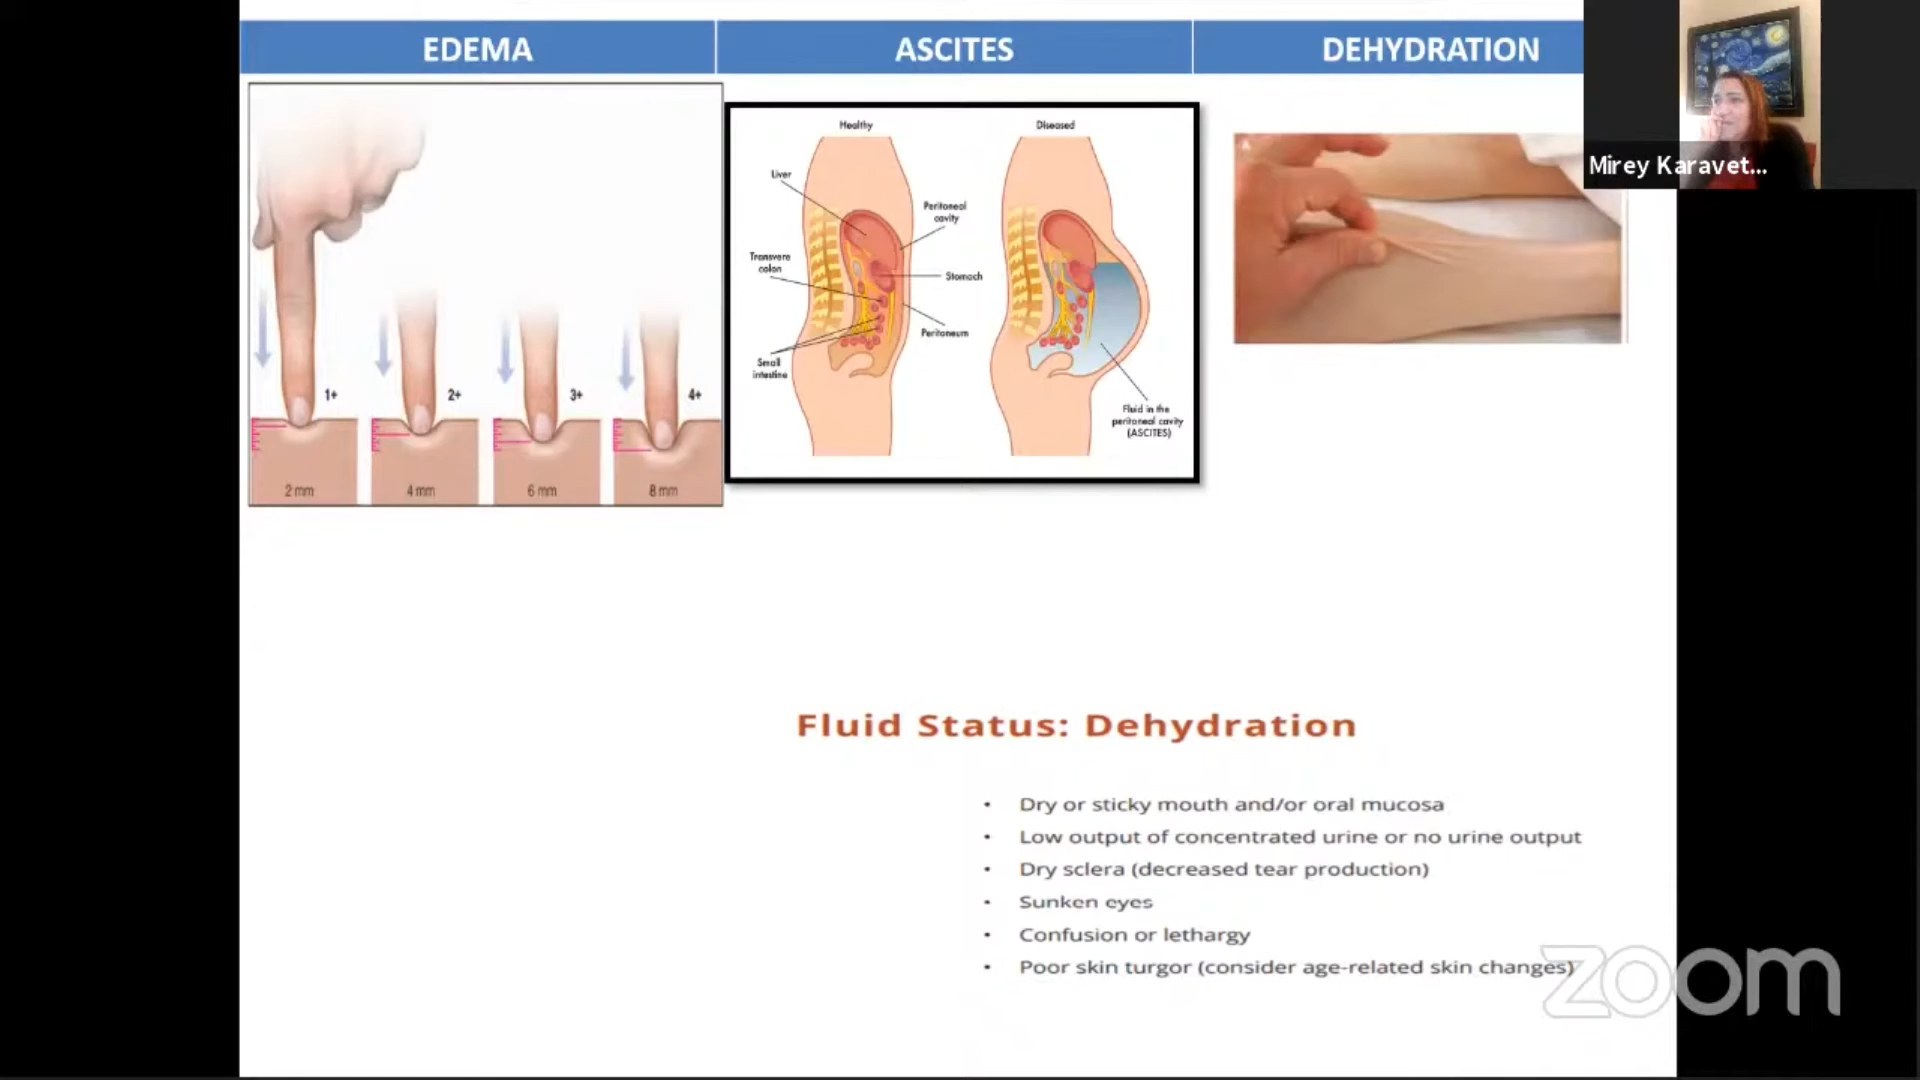 EDEMA
ASCITES
DEHYDRATION
1+
2+
3+
4+
2 mm
4 mm
6 mm
8 mm
Healthy
Diseased
Liver
Peritoneal
cavity
Transvere
colon
Stomach
Peritoneum
Small
intestine
Fluid in the
peritoneal cavity
(ASCITES)
A
Mirey Karavet...
Fluid Status: Dehydration
• Dry or sticky mouth and/or oral mucosa
• Low output of concentrated urine or no urine output
• Dry sclera (decreased tear production)
• Sunken eyes
• Confusion or lethargy
• Poor skin turgor (consider age-related skin changes)
zoom